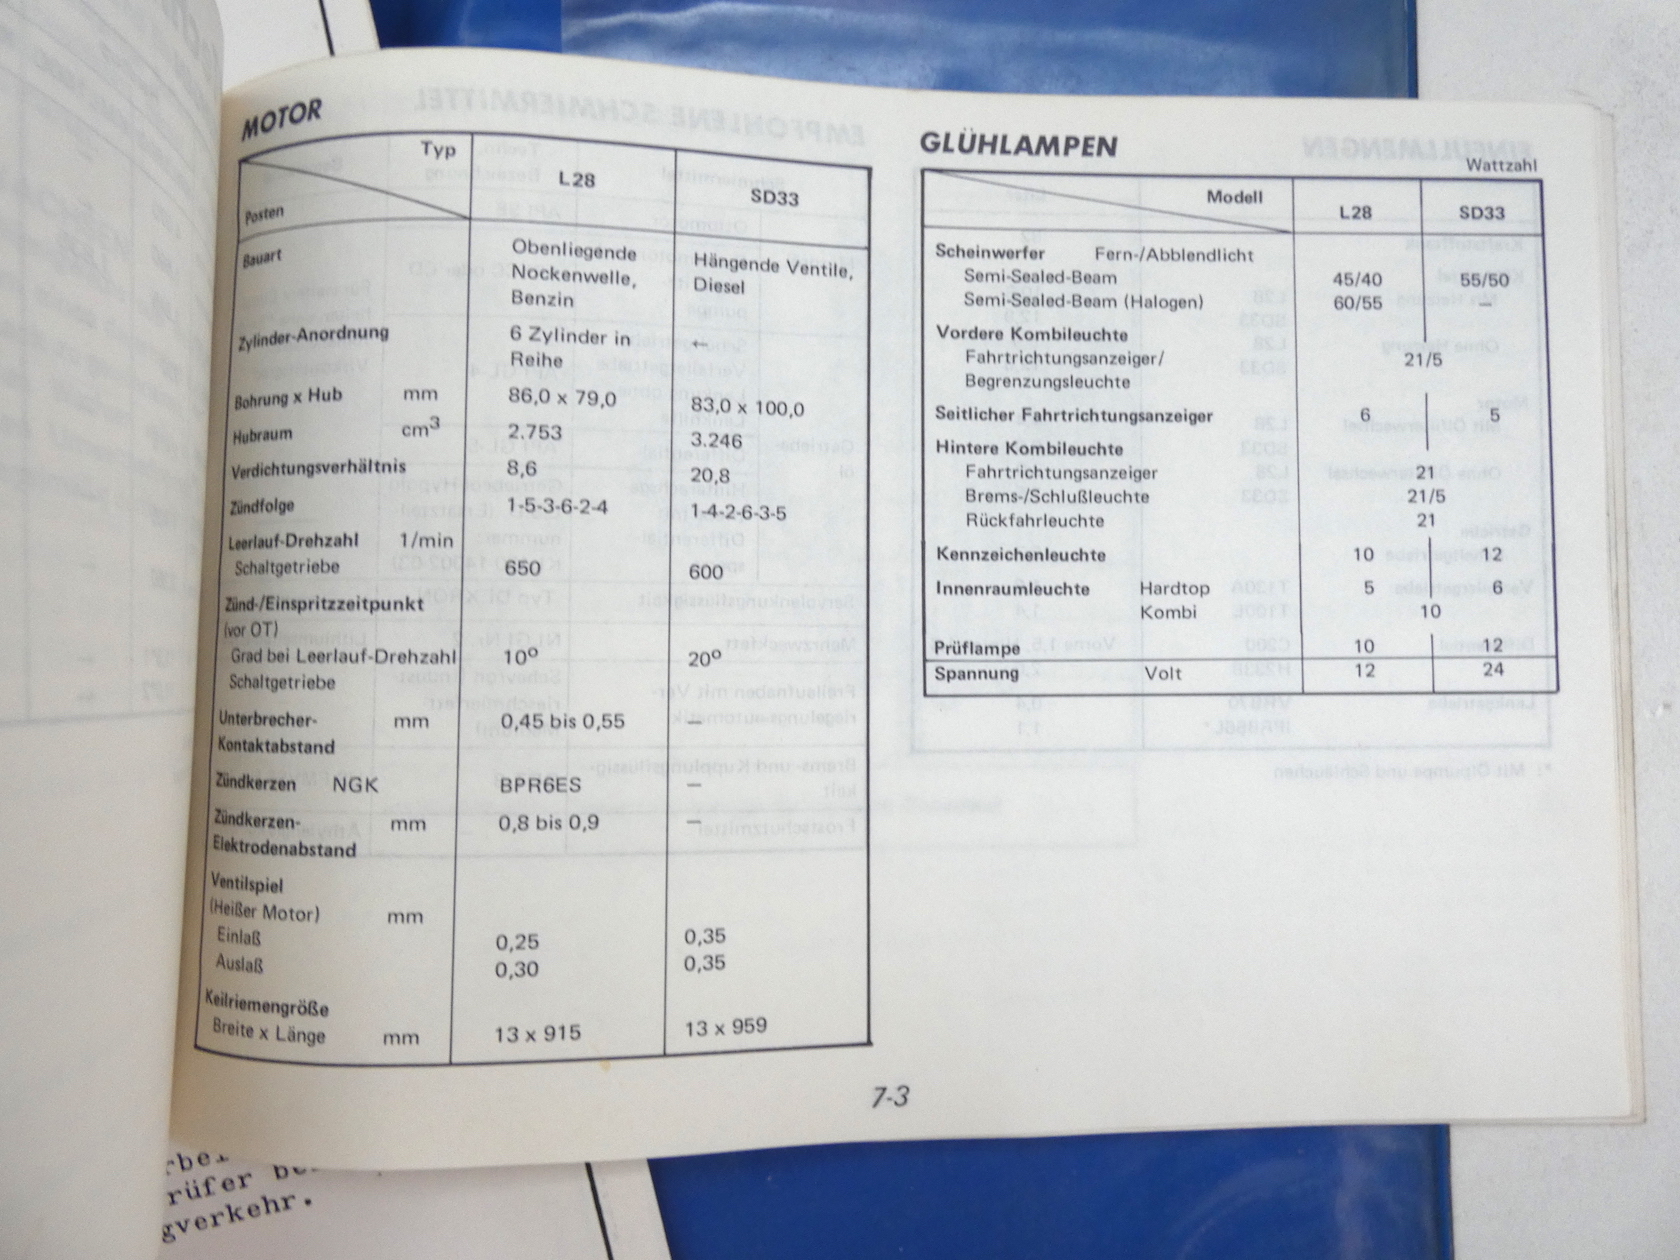 MOTOR
Typ
L28
SD33
Posten
Bauart
Obenliegende
Nockenwelle,
Benzin
Hängende Ventile,
Diesel
Zylinder-Anordnung
6 Zylinder in
Reihe
←
Bohrung x Hub mm 86,0 x 79,0 83,0 x 100,0
Hubraum cm³ 2.753 3.246
Verdichtungsverhältnis 8,6 20,8
Zündfolge 1-5-3-6-2-4 1-4-2-6-3-5
Leerlauf-Drehzahl 1/min
Schaltgetriebe 650 600
Zünd-/Einspritzzeitpunkt
(vor OT)
Grad bei Leerlauf-Drehzahl 10° 20°
Schaltgetriebe
Unterbrecher- mm 0,45 bis 0,55 —
Kontaktabstand
Zündkerzen NGK BPR6ES —
Zündkerzen- mm 0,8 bis 0,9 —
Elektrodenabstand
Ventilspiel
(Heißer Motor) mm
Einlaß 0,25 0,35
Auslaß 0,30 0,35
Keilriemengröße
Breite x Länge mm 13 x 915 13 x 959
GLÜHLAMPEN
Wattzahl
Modell L28 SD33
Scheinwerfer Fern-/Abblendlicht
Semi-Sealed-Beam 45/40 55/50
Semi-Sealed-Beam (Halogen) 60/55 —
Vordere Kombileuchte
Fahrtrichtungsanzeiger/ 21/5
Begrenzungsleuchte
Seitlicher Fahrtrichtungsanzeiger 6 5
Hintere Kombileuchte
Fahrtrichtungsanzeiger 21
Brems-/Schlußleuchte 21/5
Rückfahrleuchte 21
Kennzeichenleuchte 10 12
Innenraumleuchte Hardtop 5 6
Kombi 10
Prüflampe 10 12
Spannung Volt 12 24
7-3
rüfer
gverkehr.